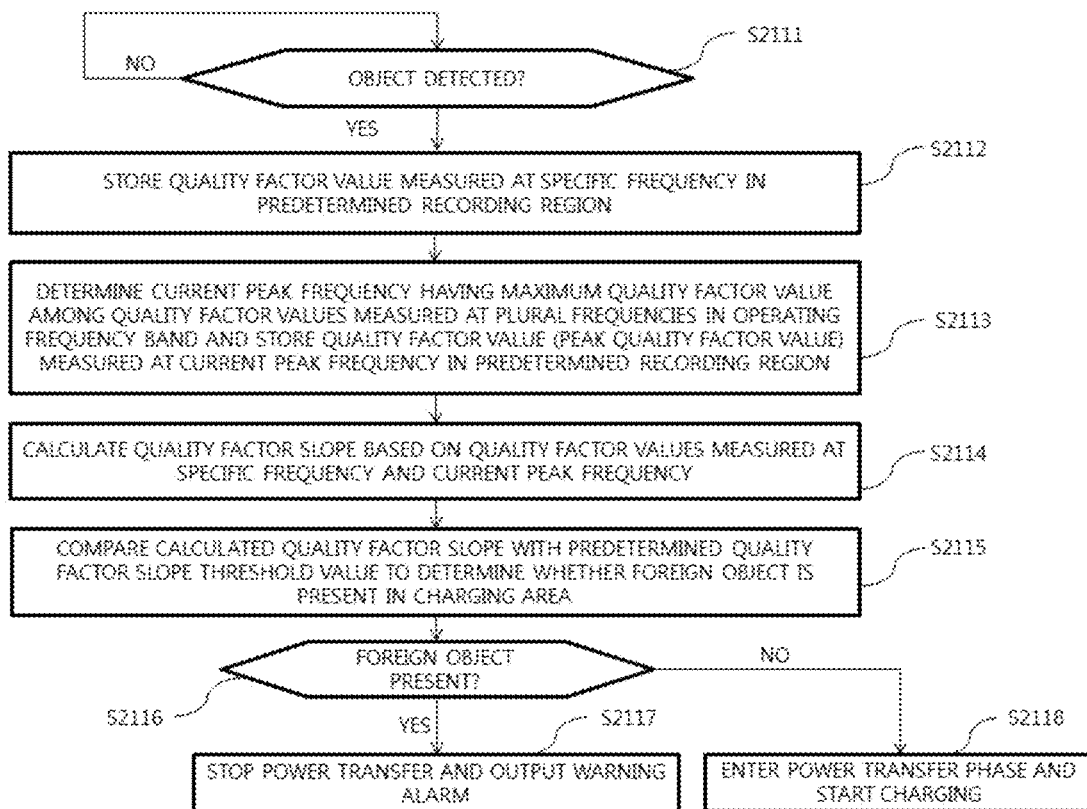 S2111
NO
OBJECT DETECTED?
YES
S2112
STORE QUALITY FACTOR VALUE MEASURED AT SPECIFIC FREQUENCY IN
PREDETERMINED RECORDING REGION
DETERMINE CURRENT PEAK FREQUENCY HAVING MAXIMUM QUALITY FACTOR VALUE
AMONG QUALITY FACTOR VALUES MEASURED AT PLURAL FREQUENCIES IN OPERATING
FREQUENCY BAND AND STORE QUALITY FACTOR VALUE (PEAK QUALITY FACTOR VALUE)
MEASURED AT CURRENT PEAK FREQUENCY IN PREDETERMINED RECORDING REGION
S2113
CALCULATE QUALITY FACTOR SLOPE BASED ON QUALITY FACTOR VALUES MEASURED AT
SPECIFIC FREQUENCY AND CURRENT PEAK FREQUENCY
S2114
COMPARE CALCULATED QUALITY FACTOR SLOPE WITH PREDETERMINED QUALITY
FACTOR SLOPE THRESHOLD VALUE TO DETERMINE WHETHER FOREIGN OBJECT IS
PRESENT IN CHARGING AREA
S2115
FOREIGN OBJECT
PRESENT?
NO
S2116
YES
S2117
S2118
STOP POWER TRANSFER AND OUTPUT WARNING
ALARM
ENTER POWER TRANSFER PHASE AND
START CHARGING